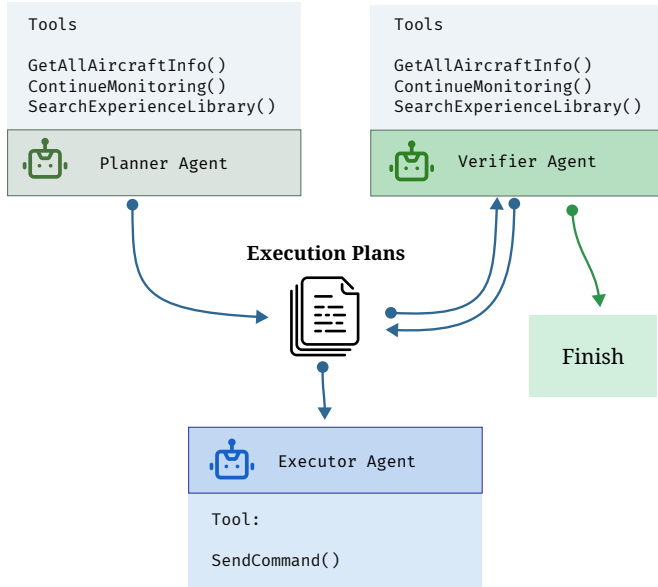 Tools
GetAllAircraftInfo()
ContinueMonitoring()
SearchExperienceLibrary()
Planner Agent
Tools
GetAllAircraftInfo()
ContinueMonitoring()
SearchExperienceLibrary()
Verifier Agent
Execution Plans
Finish
Executor Agent
Tool:
SendCommand()